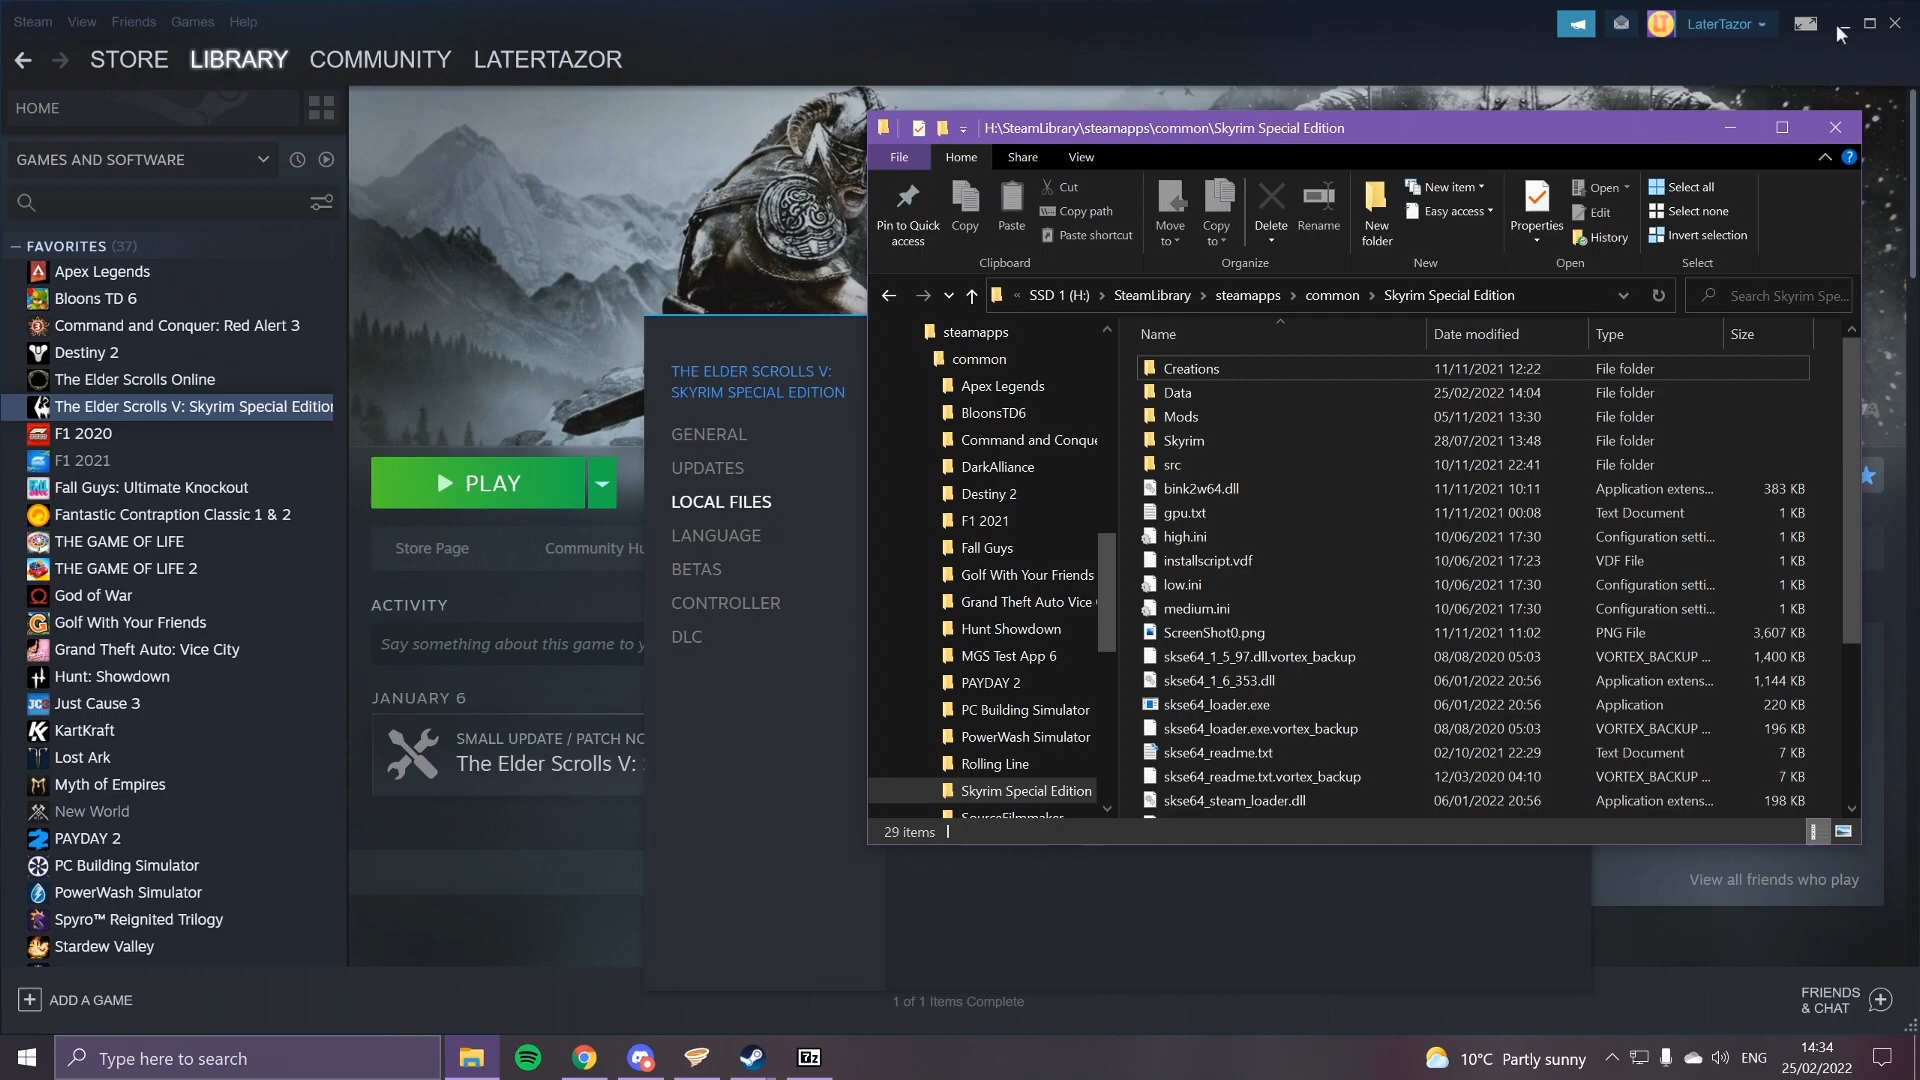 Steam View Friends Games Help
LaterTazor
STORE LIBRARY COMMUNITY LATERTAZOR
HOME
GAMES AND SOFTWARE
— FAVORITES (37)
Apex Legends
Bloons TD 6
Command and Conquer: Red Alert 3
Destiny 2
The Elder Scrolls Online
The Elder Scrolls V: Skyrim Special Edition
F1 2020
F1 2021
Fall Guys: Ultimate Knockout
Fantastic Contraption Classic 1 & 2
THE GAME OF LIFE
THE GAME OF LIFE 2
God of War
Golf With Your Friends
Grand Theft Auto: Vice City
Hunt: Showdown
Just Cause 3
KartKraft
Lost Ark
Myth of Empires
New World
PAYDAY 2
PC Building Simulator
PowerWash Simulator
Spyro™ Reignited Trilogy
Stardew Valley
ADD A GAME
PLAY
Store Page Community Hu
ACTIVITY
Say something about this game to y
JANUARY 6
SMALL UPDATE / PATCH NO
The Elder Scrolls V:
THE ELDER SCROLLS V:
SKYRIM SPECIAL EDITION
GENERAL
UPDATES
LOCAL FILES
LANGUAGE
BETAS
CONTROLLER
DLC
H:\SteamLibrary\steamapps\common\Skyrim Special Edition
File Home Share View
Pin to Quick access
Copy
Paste
Cut
Copy path
Paste shortcut
Clipboard
Move to
Copy to
Delete
Rename
Organize
New folder
New item
Easy access
New
Properties
Open
Edit
History
Open
Select all
Select none
Invert selection
Select
« SSD 1 (H:) > SteamLibrary > steamapps > common > Skyrim Special Edition
Search Skyrim Spe...
steamapps
common
Apex Legends
BloonsTD6
Command and Conque
DarkAlliance
Destiny 2
F1 2021
Fall Guys
Golf With Your Friends
Grand Theft Auto Vice
Hunt Showdown
MGS Test App 6
PAYDAY 2
PC Building Simulator
PowerWash Simulator
Rolling Line
Skyrim Special Edition
SourceFilmmaker
Name Date modified Type Size
Creations 11/11/2021 12:22 File folder
Data 25/02/2022 14:04 File folder
Mods 05/11/2021 13:30 File folder
Skyrim 28/07/2021 13:48 File folder
src 10/11/2021 22:41 File folder
bink2w64.dll 11/11/2021 10:11 Application extens... 383 KB
gpu.txt 11/11/2021 00:08 Text Document 1 KB
high.ini 10/06/2021 17:30 Configuration setti... 1 KB
installscript.vdf 10/06/2021 17:23 VDF File 1 KB
low.ini 10/06/2021 17:30 Configuration setti... 1 KB
medium.ini 10/06/2021 17:30 Configuration setti... 1 KB
ScreenShot0.png 11/11/2021 11:02 PNG File 3,607 KB
skse64_1_5_97.dll.vortex_backup 08/08/2020 05:03 VORTEX_BACKUP ... 1,400 KB
skse64_1_6_353.dll 06/01/2022 20:56 Application extens... 1,144 KB
skse64_loader.exe 06/01/2022 20:56 Application 220 KB
skse64_loader.exe.vortex_backup 08/08/2020 05:03 VORTEX_BACKUP ... 196 KB
skse64_readme.txt 02/10/2021 22:29 Text Document 7 KB
skse64_readme.txt.vortex_backup 12/03/2020 04:10 VORTEX_BACKUP ... 7 KB
skse64_steam_loader.dll 06/01/2022 20:56 Application extens... 198 KB
29 items
View all friends who play
1 of 1 Items Complete
FRIENDS
& CHAT
Type here to search
7z
10°C Partly sunny
ENG
14:34
25/02/2022